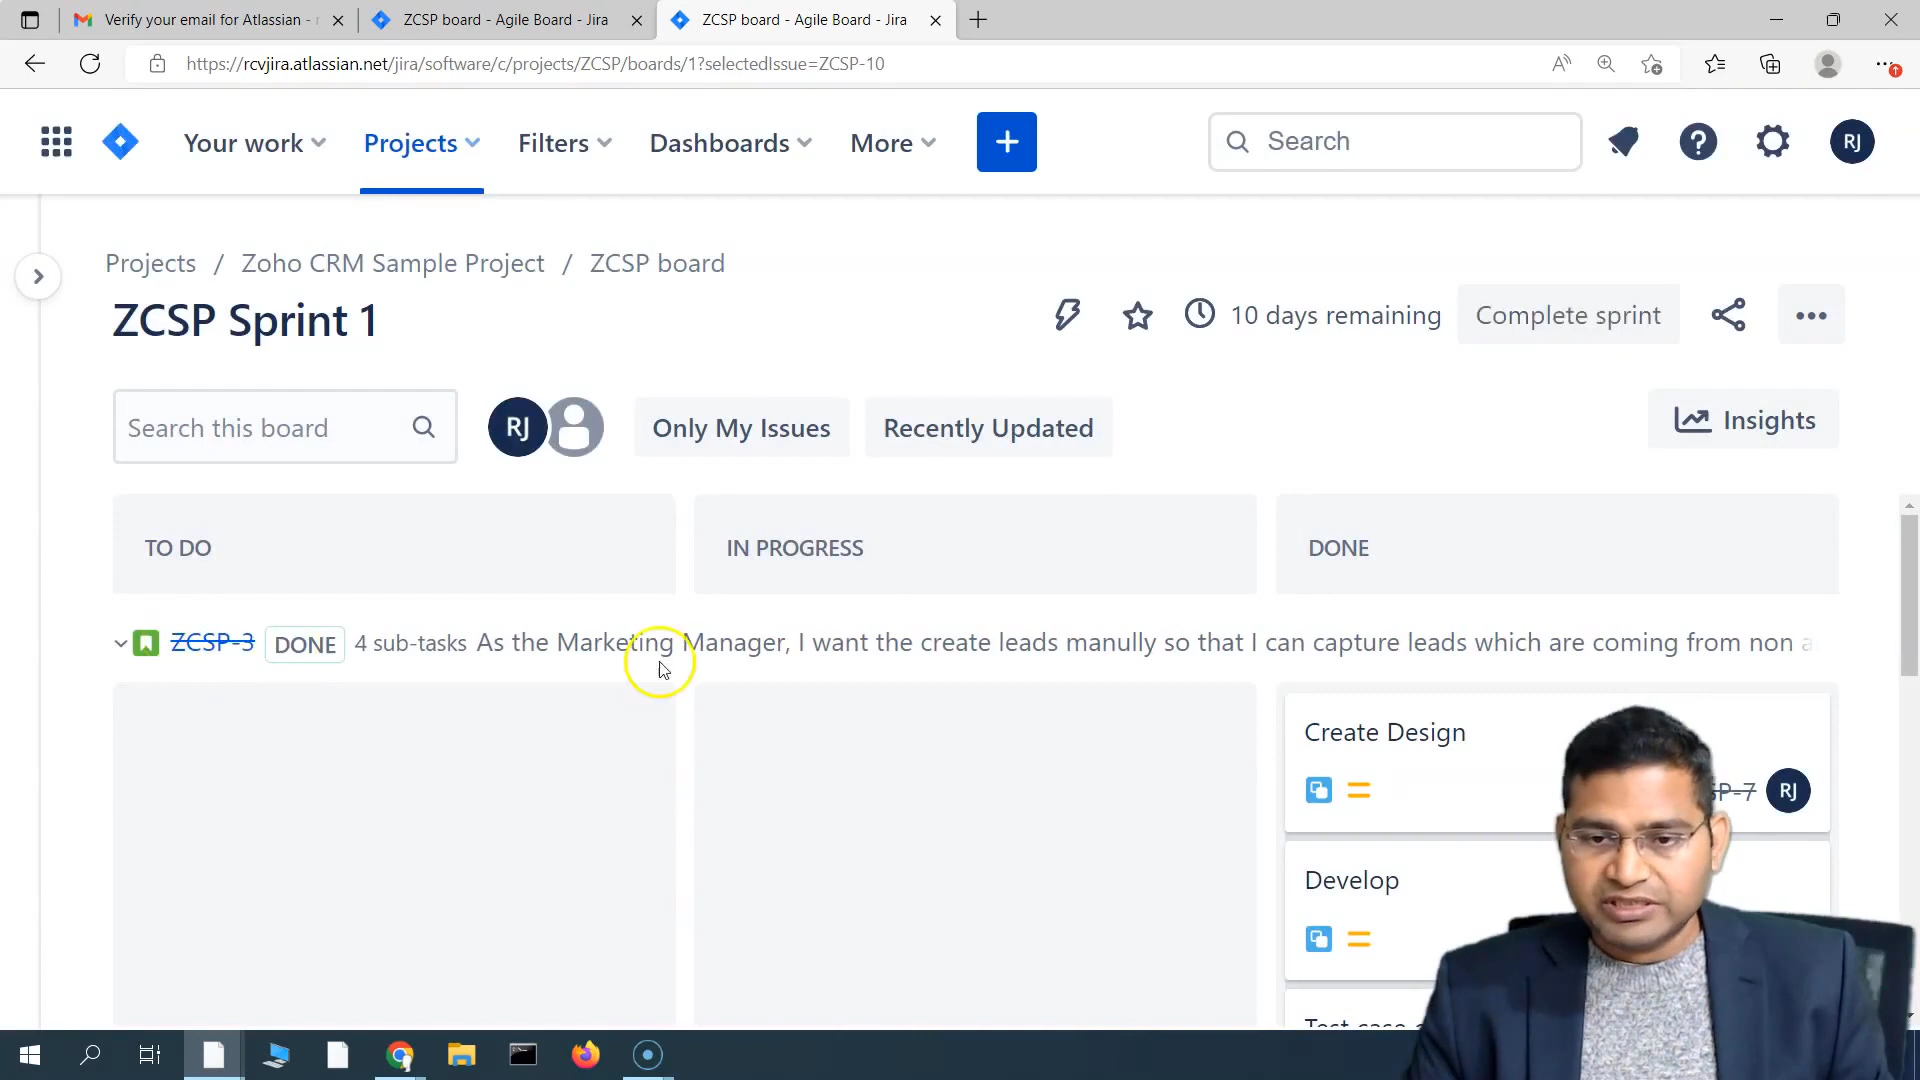 Verify your email for Atlassian -
ZCSP board - Agile Board - Jira
ZCSP board - Agile Board - Jira
https://rcvjira.atlassian.net/jira/software/c/projects/ZCSP/boards/1?selectedIssue=ZCSP-10
Your work
Projects
Filters
Dashboards
More
Search
RJ
Projects / Zoho CRM Sample Project / ZCSP board
ZCSP Sprint 1
10 days remaining
Complete sprint
Search this board
RJ
Only My Issues
Recently Updated
Insights
TO DO
IN PROGRESS
DONE
ZCSP-3 DONE 4 sub-tasks As the Marketing Manager, I want the create leads manully so that I can capture leads which are coming from non
Create Design
SP-7 RJ
Develop
Test case